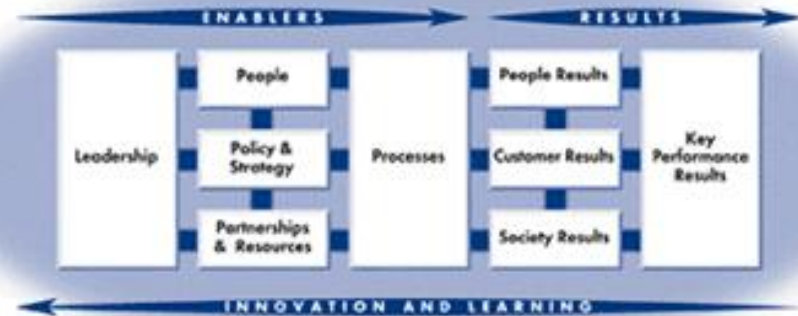 ENABLERS
RESULTS
Leadership
People
Policy &
Strategy
Partnerships
& Resources
Processes
People Results
Customer Results
Society Results
Key
Performance
Results
INNOVATION AND LEARNING